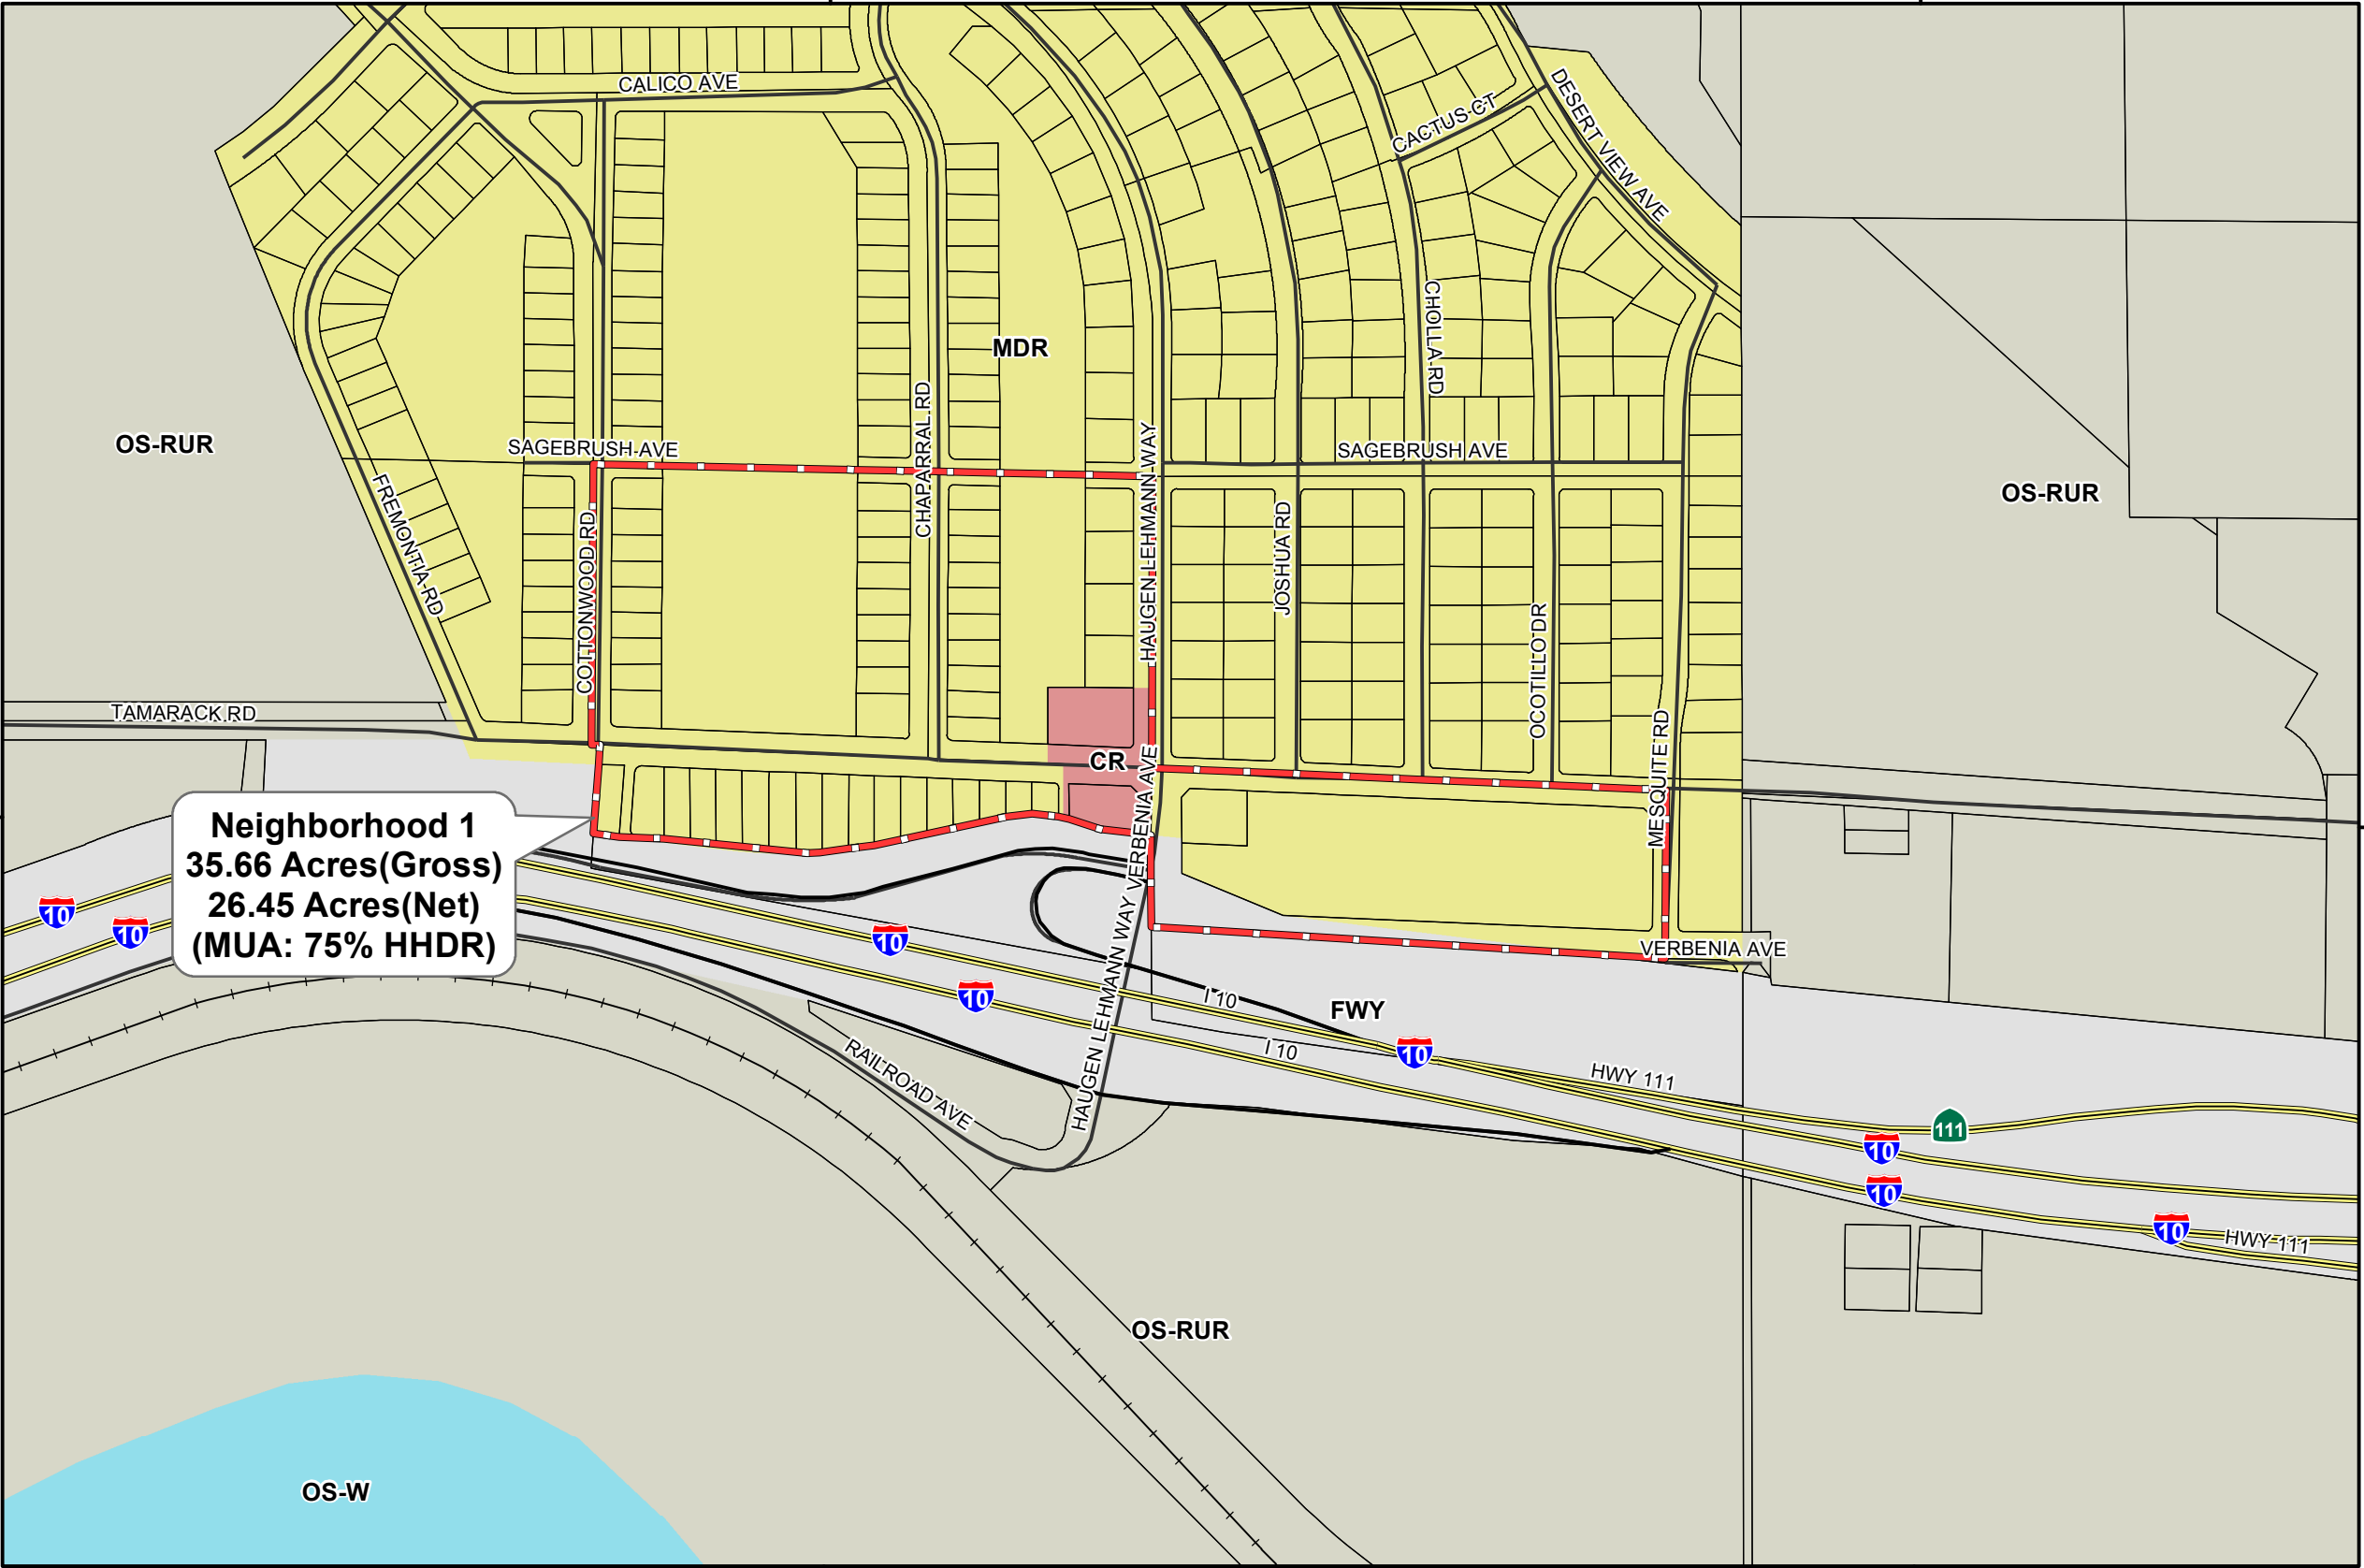 CALICO AVE
CACTUS CT
DESERT VIEW AVE
CHOLLA RD
MDR
CHAPARRAL RD
OS-RUR
SAGEBRUSH AVE
HAUGEN LEHMANN WAY
SAGEBRUSH AVE
OS-RUR
FREMONTIA RD
COTTONWOOD RD
JOSHUA RD
OCOTILLO DR
MESQUITE RD
TAMARACK RD
CR
HAUGEN LEHMANN WAY VERBENIA AVE
Neighborhood 1
35.66 Acres(Gross)
26.45 Acres(Net)
(MUA: 75% HHDR)
10
10
10
VERBENIA AVE
10
I 10
FWY
I 10
10
HWY 111
RAILROAD AVE
HAUGEN LEHMANN WAY
111
10
10
10
HWY 111
OS-RUR
OS-W